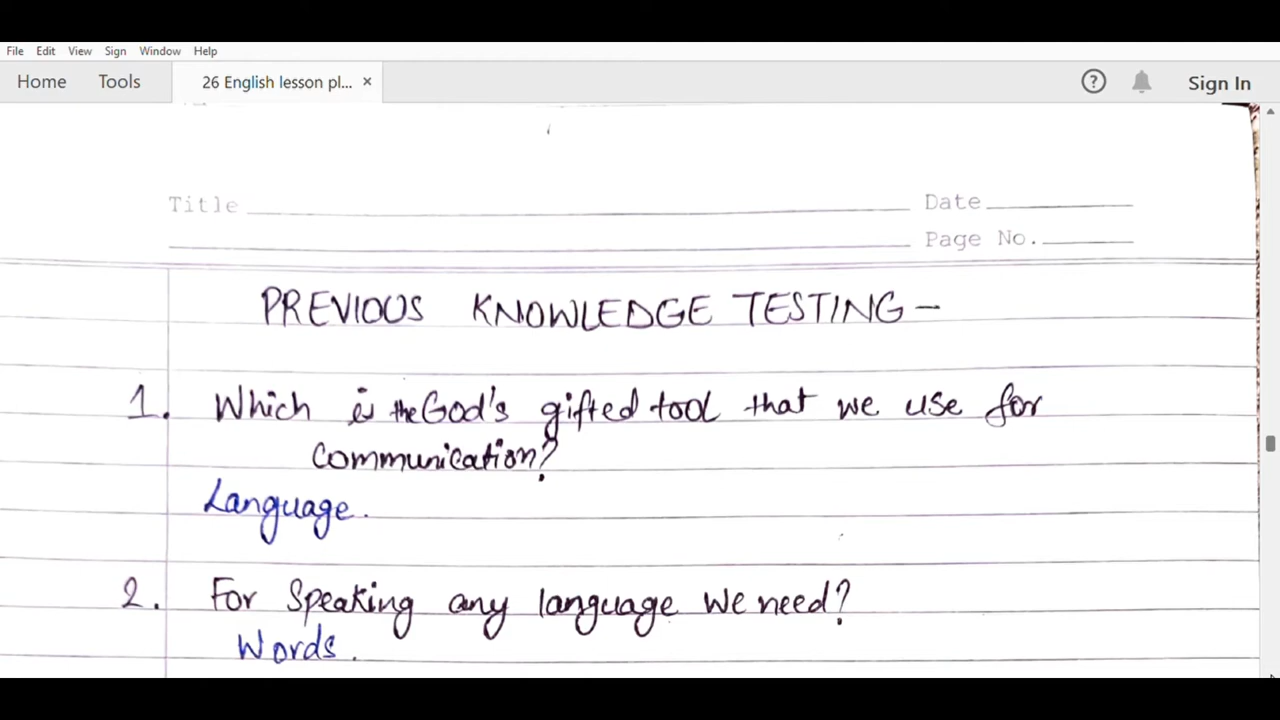 File Edit View Sign Window Help
Home Tools 26 English lesson pl... × ? Sign In
Title Date
Page No.
PREVIOUS KNOWLEDGE TESTING –
1. Which is the God's gifted tool that we use for
communication?
Language.
2. For Speaking any language we need?
Words.